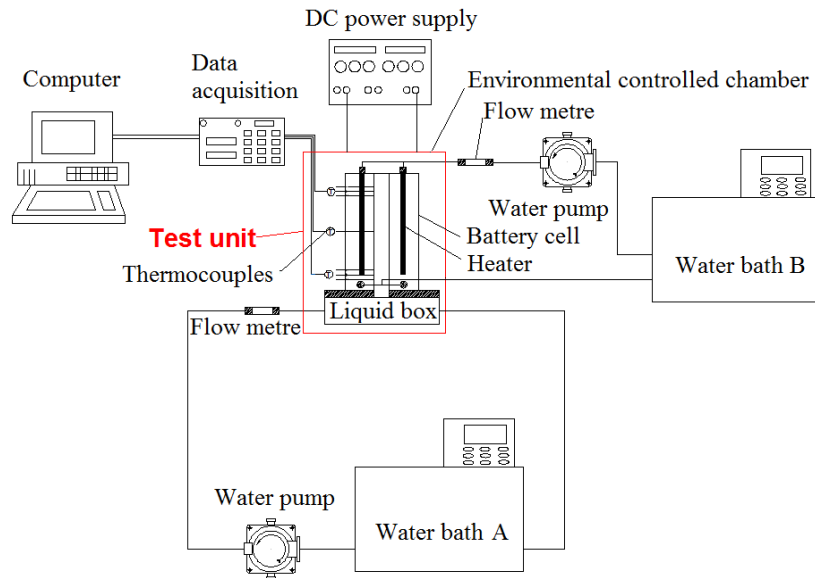 DC power supply
Computer
Data
acquisition
Environmental controlled chamber
Flow metre
Test unit
Thermocouples
Water pump
Battery cell
Heater
Water bath B
Liquid box
Flow metre
Water pump
Water bath A
T
T
T